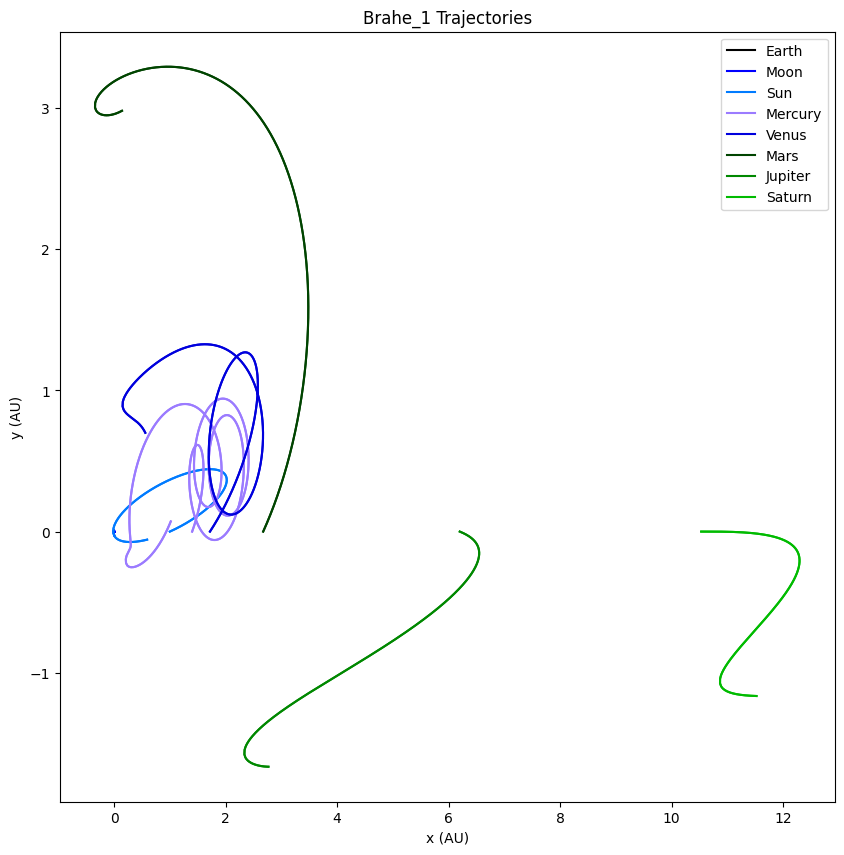 Brahe_1 Trajectories
Earth
Moon
Sun
Mercury
Venus
Mars
Jupiter
Saturn
3
2
1
0
−1
y (AU)
0 2 4 6 8 10 12
x (AU)